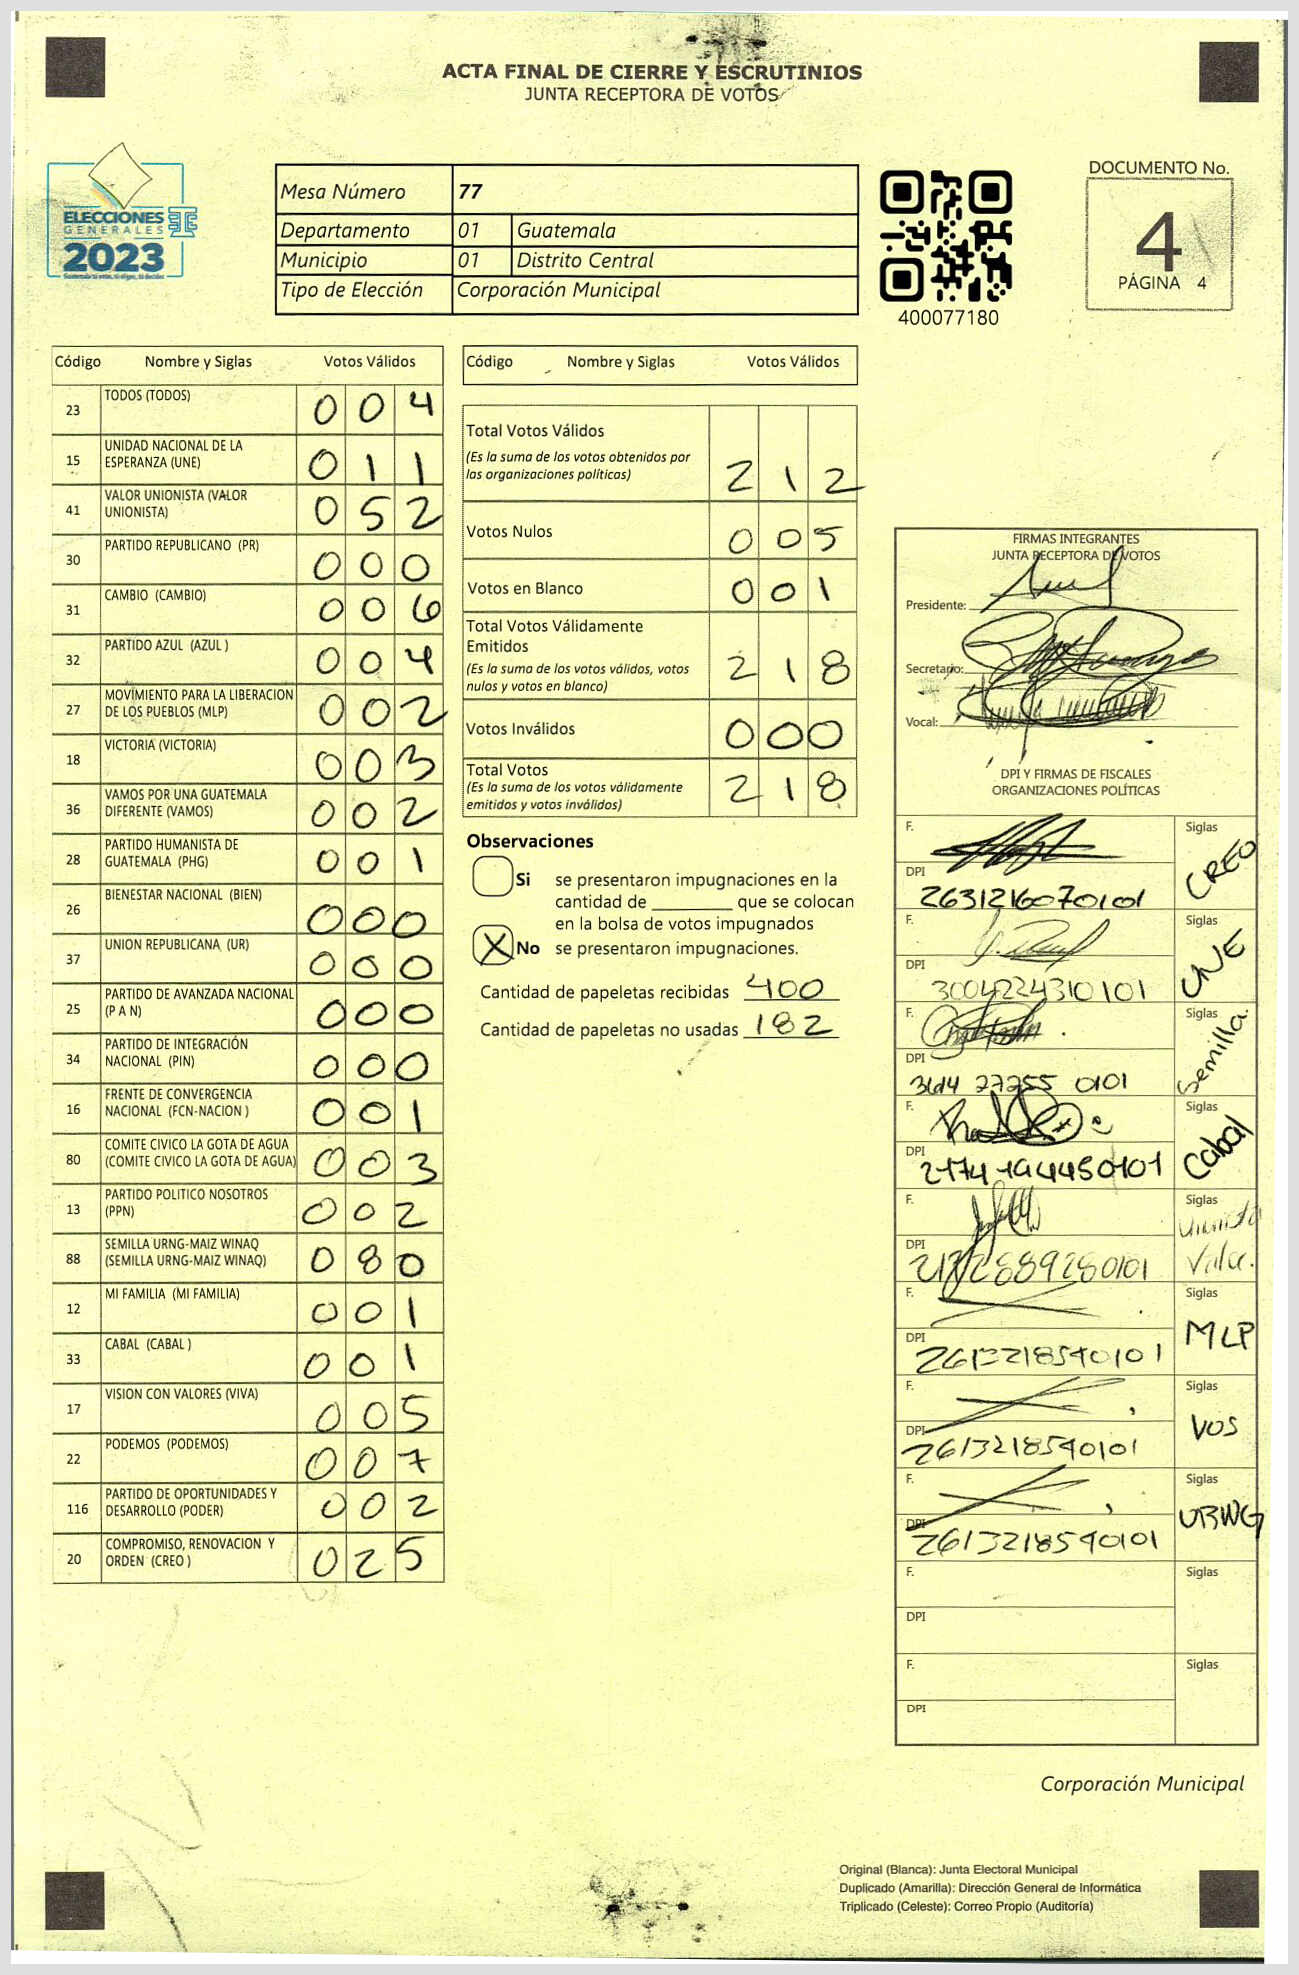 ACTA FINAL DE CIERRE Y ESCRUTINIOS
JUNTA RECEPTORA DE VOTOS
ELECCIONES
GENERALES
2023
Mesa Número 77
Departamento 01 Guatemala
Municipio 01 Distrito Central
Tipo de Elección Corporación Municipal
400077180
DOCUMENTO No.
4
PÁGINA 4
Código Nombre y Siglas Votos Válidos
23 TODOS (TODOS) 0 0 4
15 UNIDAD NACIONAL DE LA
ESPERANZA (UNE) 0 1 1
41 VALOR UNIONISTA (VALOR
UNIONISTA) 0 5 2
30 PARTIDO REPUBLICANO (PR) 0 0 0
31 CAMBIO (CAMBIO) 0 0 6
32 PARTIDO AZUL (AZUL ) 0 0 4
27 MOVIMIENTO PARA LA LIBERACION
DE LOS PUEBLOS (MLP) 0 0 2
18 VICTORIA (VICTORIA) 0 0 3
36 VAMOS POR UNA GUATEMALA
DIFERENTE (VAMOS) 0 0 2
28 PARTIDO HUMANISTA DE
GUATEMALA (PHG) 0 0 1
26 BIENESTAR NACIONAL (BIEN) 0 0 0
37 UNION REPUBLICANA (UR) 0 0 0
25 PARTIDO DE AVANZADA NACIONAL
(P A N) 0 0 0
34 PARTIDO DE INTEGRACIÓN
NACIONAL (PIN) 0 0 0
16 FRENTE DE CONVERGENCIA
NACIONAL (FCN-NACION ) 0 0 1
80 COMITE CIVICO LA GOTA DE AGUA
(COMITE CIVICO LA GOTA DE AGUA) 0 0 3
13 PARTIDO POLITICO NOSOTROS
(PPN) 0 0 2
88 SEMILLA URNG-MAIZ WINAQ
(SEMILLA URNG-MAIZ WINAQ) 0 8 0
12 MI FAMILIA (MI FAMILIA) 0 0 1
33 CABAL (CABAL ) 0 0 1
17 VISION CON VALORES (VIVA) 0 0 5
22 PODEMOS (PODEMOS) 0 0 7
116 PARTIDO DE OPORTUNIDADES Y
DESARROLLO (PODER) 0 0 2
20 COMPROMISO, RENOVACION Y
ORDEN (CREO ) 0 2 5
Código Nombre y Siglas Votos Válidos
Total Votos Válidos
(Es la suma de los votos obtenidos por
las organizaciones políticas) 2 1 2
Votos Nulos 0 0 5
Votos en Blanco 0 0 1
Total Votos Válidamente
Emitidos
(Es la suma de los votos válidos, votos
nulos y votos en blanco) 2 1 8
Votos Inválidos 0 0 0
Total Votos
(Es la suma de los votos válidamente
emitidos y votos inválidos) 2 1 8
Observaciones
Si se presentaron impugnaciones en la
cantidad de ________ que se colocan
en la bolsa de votos impugnados
X No se presentaron impugnaciones.
Cantidad de papeletas recibidas 400
Cantidad de papeletas no usadas 182
FIRMAS INTEGRANTES
JUNTA RECEPTORA DE VOTOS
Presidente:
Secretario:
Vocal:
DPI Y FIRMAS DE FISCALES
ORGANIZACIONES POLÍTICAS
F. Siglas
CREO
DPI
2631216070101
F. Siglas
UNE
DPI
3004224310101
F. Siglas
Semilla
DPI
27255 0101
F. Siglas
Cabal
DPI
F. Siglas
Unionista
Valor
DPI
F. Siglas
MLP
DPI
2613218540101
F. Siglas
VOS
DPI
2613218540101
F. Siglas
URNG
DPI
2613218540101
F. Siglas
DPI
F. Siglas
DPI
Corporación Municipal
Original (Blanca): Junta Electoral Municipal
Duplicado (Amarilla): Dirección General de Informática
Triplicado (Celeste): Correo Propio (Auditoría)